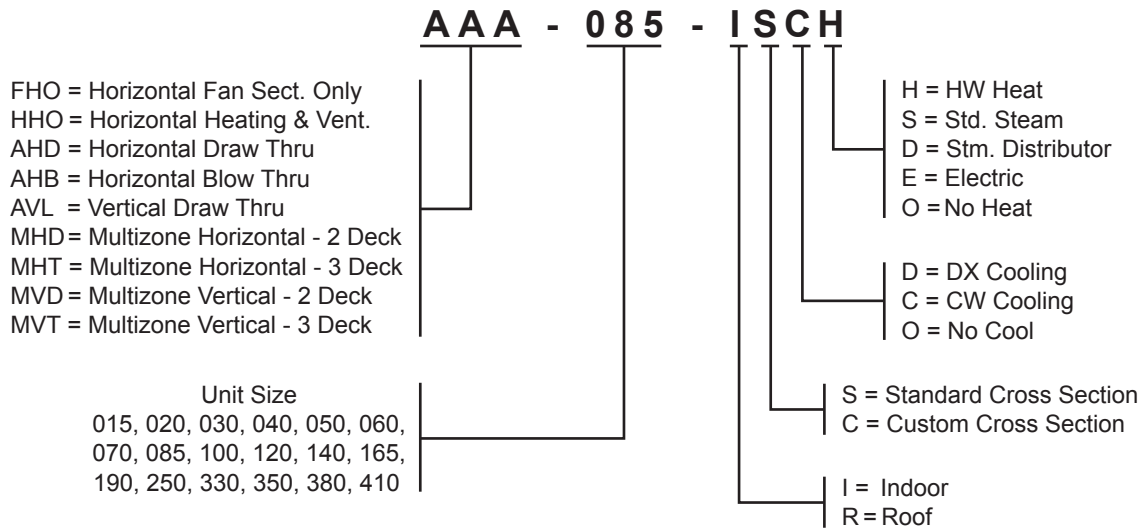 AAA - 085 - ISCH
FHO = Horizontal Fan Sect. Only
HHO = Horizontal Heating & Vent.
AHD = Horizontal Draw Thru
AHB = Horizontal Blow Thru
AVL = Vertical Draw Thru
MHD = Multizone Horizontal - 2 Deck
MHT = Multizone Horizontal - 3 Deck
MVD = Multizone Vertical - 2 Deck
MVT = Multizone Vertical - 3 Deck
Unit Size
015, 020, 030, 040, 050, 060,
070, 085, 100, 120, 140, 165,
190, 250, 330, 350, 380, 410
H = HW Heat
S = Std. Steam
D = Stm. Distributor
E = Electric
O = No Heat
D = DX Cooling
C = CW Cooling
O = No Cool
S = Standard Cross Section
C = Custom Cross Section
I = Indoor
R = Roof